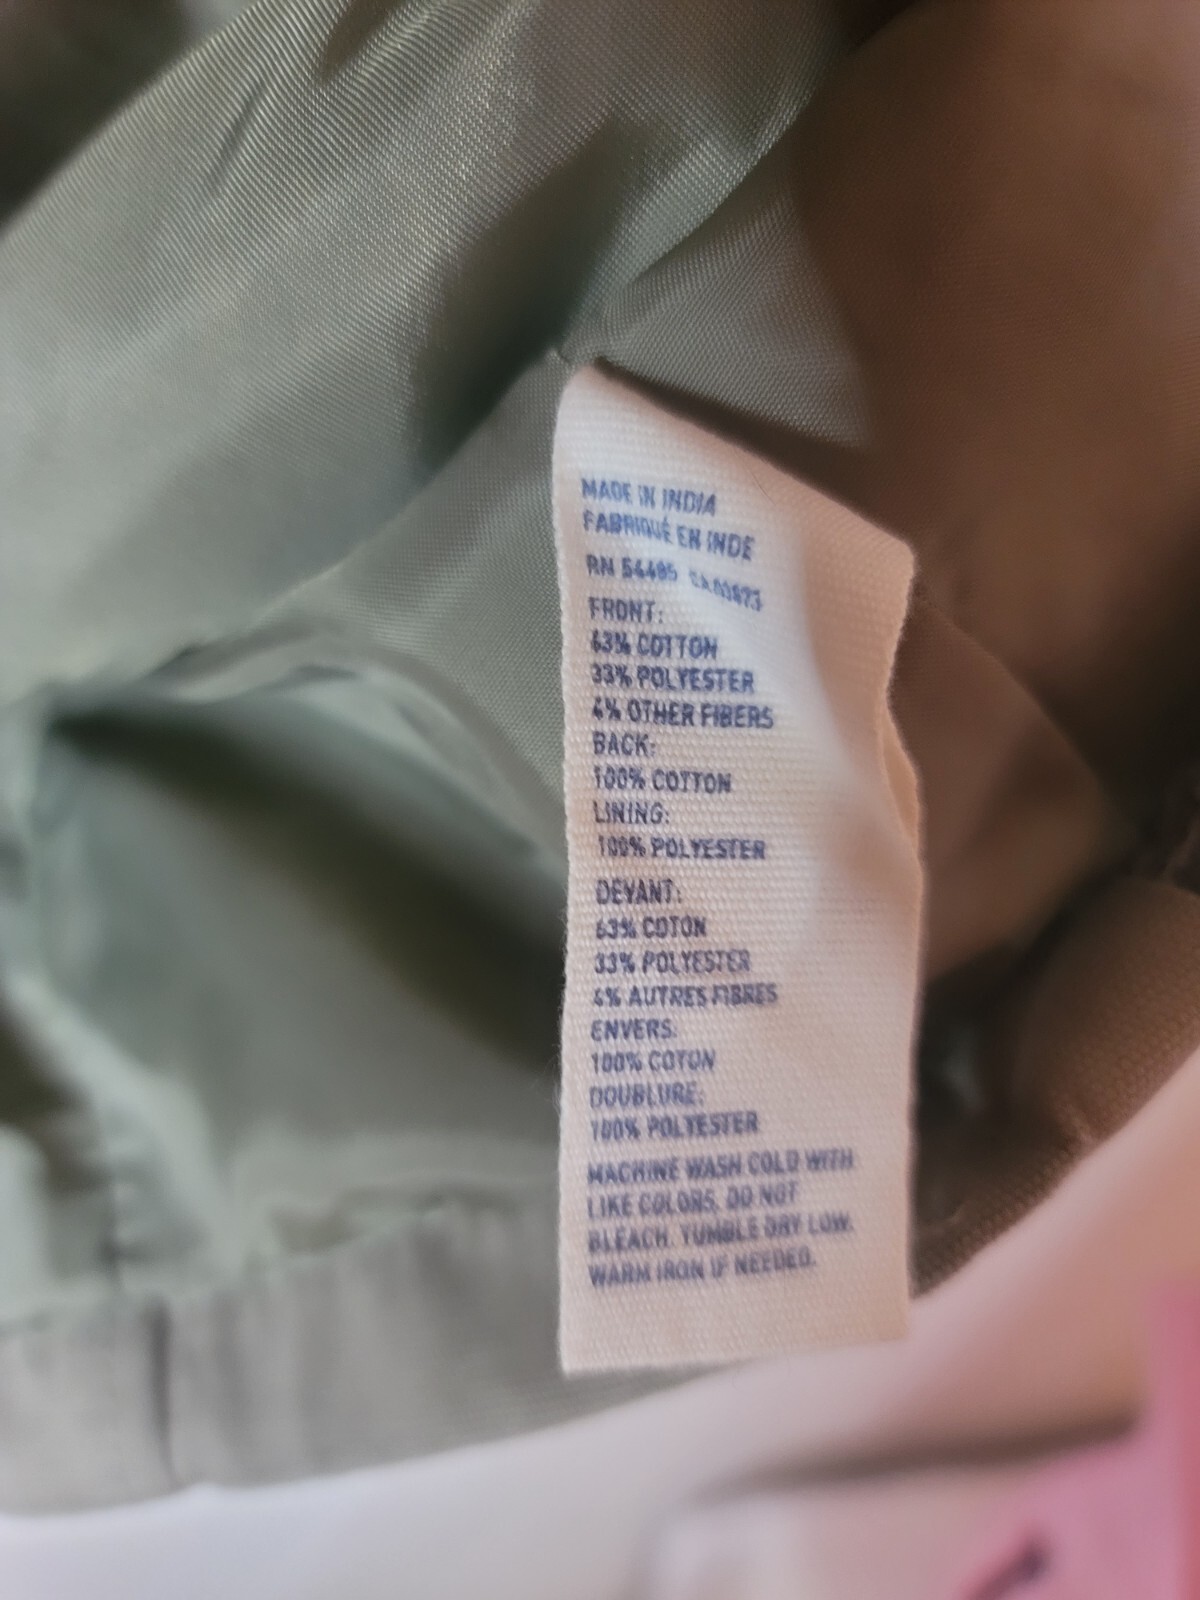 MADE IN INDIA
FABRIQUÉ EN INDE
RN 54485
FRONT:
63% COTTON
33% POLYESTER
4% OTHER FIBERS
BACK:
100% COTTON
LINING:
100% POLYESTER
DEVANT:
63% COTON
33% POLYESTER
4% AUTRES FIBRES
ENVERS:
100% COTON
DOUBLURE:
100% POLYESTER
MACHINE WASH COLD WITH
LIKE COLORS. DO NOT
BLEACH. TUMBLE DRY LOW.
WARM IRON IF NEEDED.